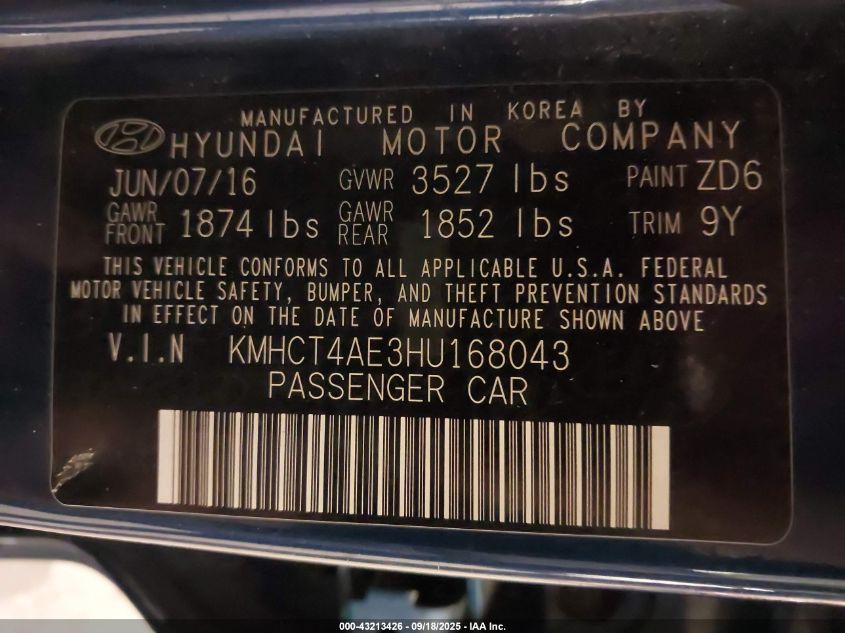 MANUFACTURED IN KOREA BY
HYUNDAI MOTOR COMPANY
JUN/07/16 GVWR 3527 lbs PAINT ZD6
GAWR FRONT 1874 lbs GAWR REAR 1852 lbs TRIM 9Y
THIS VEHICLE CONFORMS TO ALL APPLICABLE U.S.A. FEDERAL
MOTOR VEHICLE SAFETY, BUMPER, AND THEFT PREVENTION STANDARDS
IN EFFECT ON THE DATE OF MANUFACTURE SHOWN ABOVE
V.I.N KMHCT4AE3HU168043
PASSENGER CAR
000-43213426 - 09/18/2025 - IAA Inc.